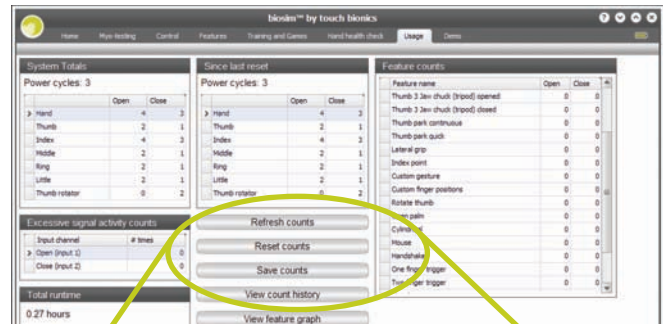 biosim™ by touch bionics
Home Myo-testing Control Features Training and Games Hand health check Usage Demo
System Totals
Power cycles: 3
Open Close
Hand 4 3
Thumb 2 1
Index 4 3
Middle 2 1
Ring 2 1
Little 2 1
Thumb rotator 0 2
Since last reset
Power cycles: 3
Open Close
Hand 4 3
Thumb 2 1
Index 4 3
Middle 2 1
Ring 2 1
Little 2 1
Thumb rotator 0 2
Feature counts
Feature name Open Close
Thumb 3 Jaw chuck (tripod) opened 0 0
Thumb 3 Jaw chuck (tripod) closed 0 0
Thumb park continuous 0 0
Thumb park quick 0 0
Lateral grip 0 0
Index point 0 0
Custom gesture 0 0
Custom finger positions 0 0
Rotate thumb 0 0
palm 0 0
0 0
Mouse 0 0
Handshake 0 0
One finger trigger 0 0
trigger 0 0
Excessive signal activity counts
Input channel # times
Open (input 1) 0
Close (input 2) 0
Total runtime
0.27 hours
Refresh counts
Reset counts
Save counts
View count history
View feature graph